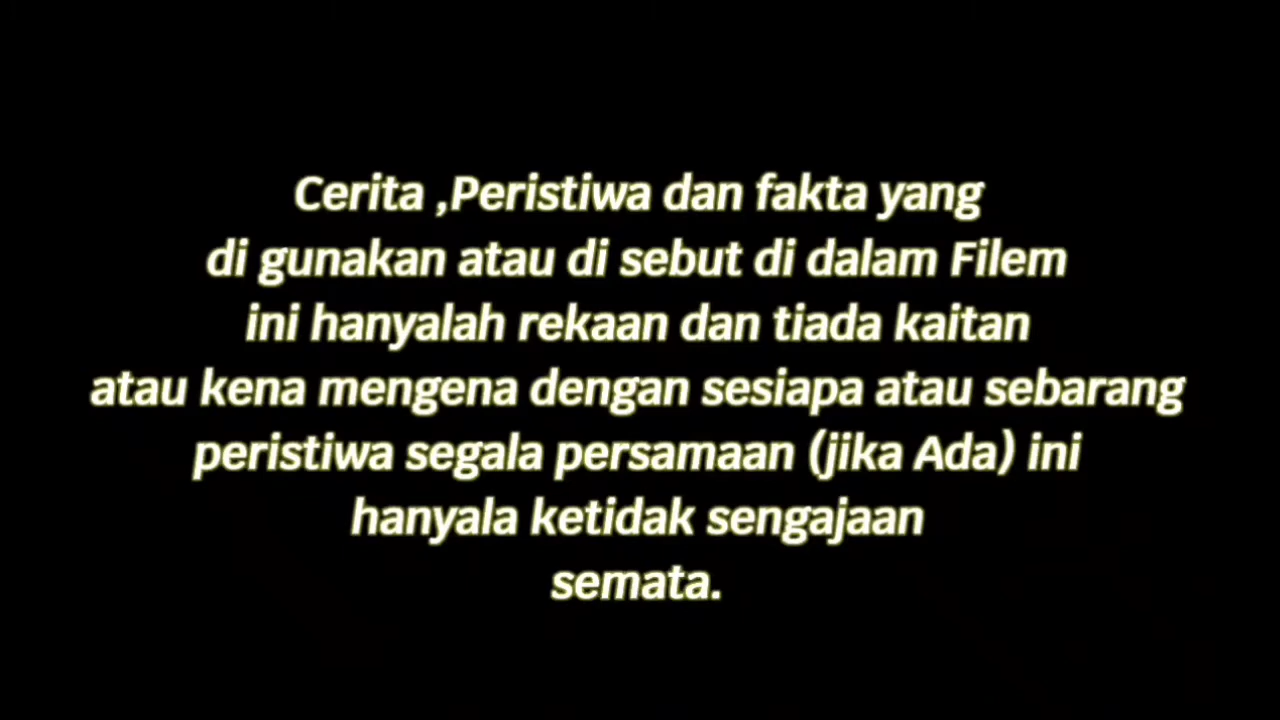 Cerita ,Peristiwa dan fakta yang
di gunakan atau di sebut di dalam Filem
ini hanyalah rekaan dan tiada kaitan
atau kena mengena dengan sesiapa atau sebarang
peristiwa segala persamaan (jika Ada) ini
hanyala ketidak sengajaan
semata.